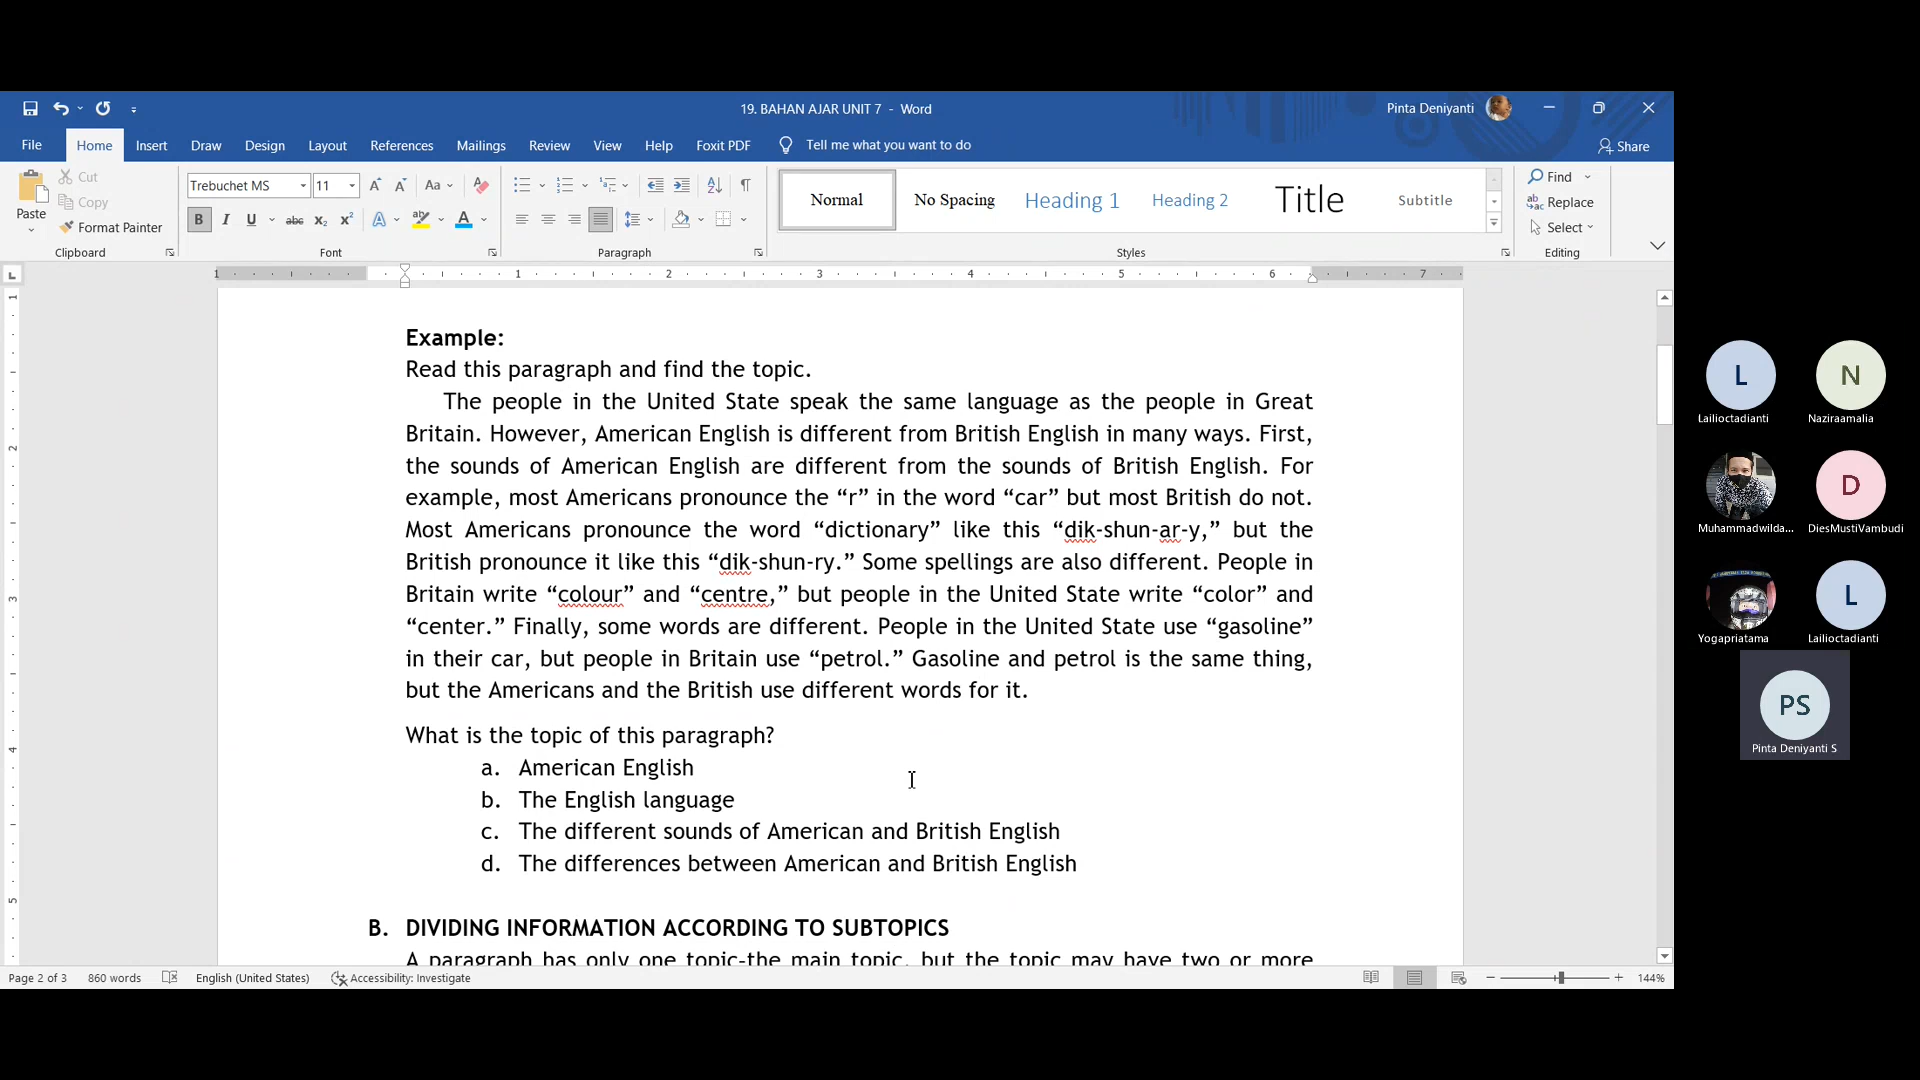 19. BAHAN AJAR UNIT 7 - Word
Pinta Deniyanti
File Home Insert Draw Design Layout References Mailings Review View Help Foxit PDF Tell me what you want to do Share
Paste
Cut
Copy
Format Painter
Clipboard
Trebuchet MS 11
Font
Paragraph
Normal No Spacing Heading 1 Heading 2 Title Subtitle
Styles
Find
Replace
Select
Editing
1 1 2 3 4 5 6 7
Example:
Read this paragraph and find the topic.
The people in the United State speak the same language as the people in Great
Britain. However, American English is different from British English in many ways. First,
the sounds of American English are different from the sounds of British English. For
example, most Americans pronounce the “r” in the word “car” but most British do not.
Most Americans pronounce the word “dictionary” like this “dik-shun-ar-y,” but the
British pronounce it like this “dik-shun-ry.” Some spellings are also different. People in
Britain write “colour” and “centre,” but people in the United State write “color” and
“center.” Finally, some words are different. People in the United State use “gasoline”
in their car, but people in Britain use “petrol.” Gasoline and petrol is the same thing,
but the Americans and the British use different words for it.
What is the topic of this paragraph?
a. American English
b. The English language
c. The different sounds of American and British English
d. The differences between American and British English
B. DIVIDING INFORMATION ACCORDING TO SUBTOPICS
A paragraph has only one topic-the main topic, but the topic may have two or more
Page 2 of 3 860 words English (United States) Accessibility: Investigate 144%
L
Lailioctadianti
N
Naziraamalia
Muhammadwilda...
D
DiesMustiVambudi
Yogapriatama
L
Lailioctadianti
PS
Pinta Deniyanti S